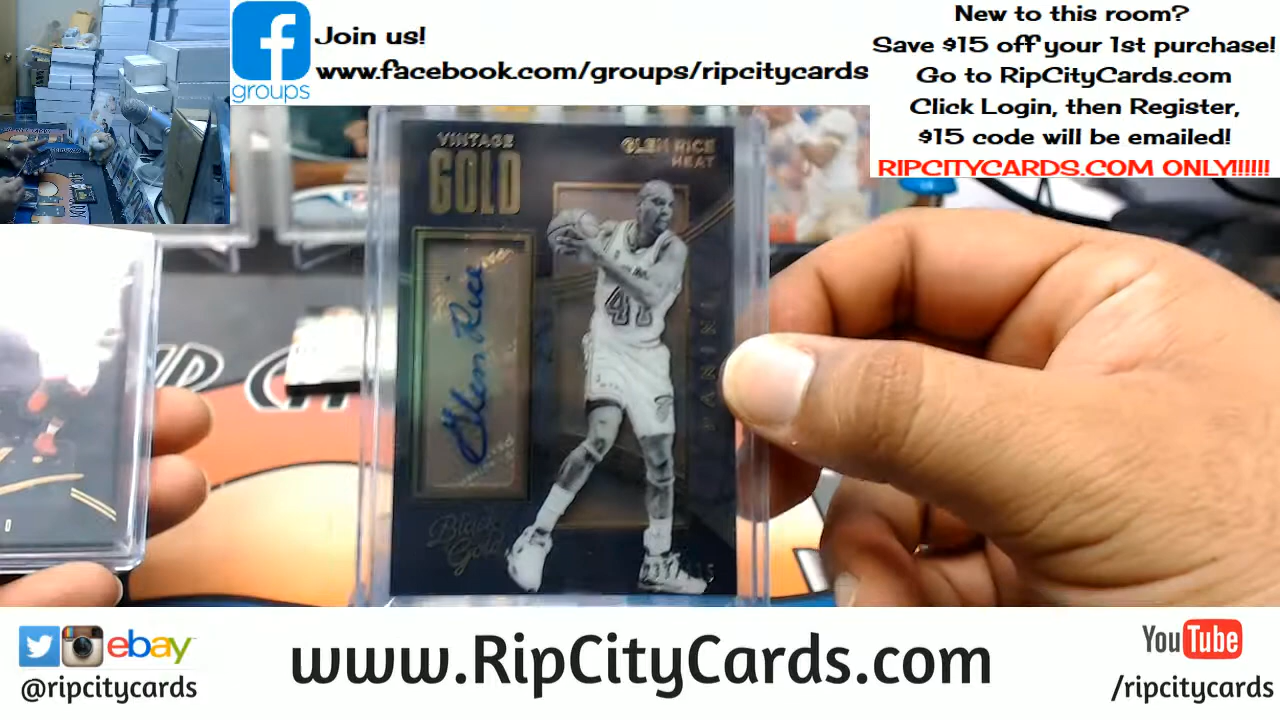 groups
Join us!
www.facebook.com/groups/ripcitycards
New to this room?
Save $15 off your 1st purchase!
Go to RipCityCards.com
Click Login, then Register,
$15 code will be emailed!
RIPCITYCARDS.COM ONLY!!!!!!
VINTAGE
GOLD
GLEN RICE
HEAT
Glen Rice
41
PANINI
Black
Gold
ebay
@ripcitycards
www.RipCityCards.com
YouTube
/ripcitycards